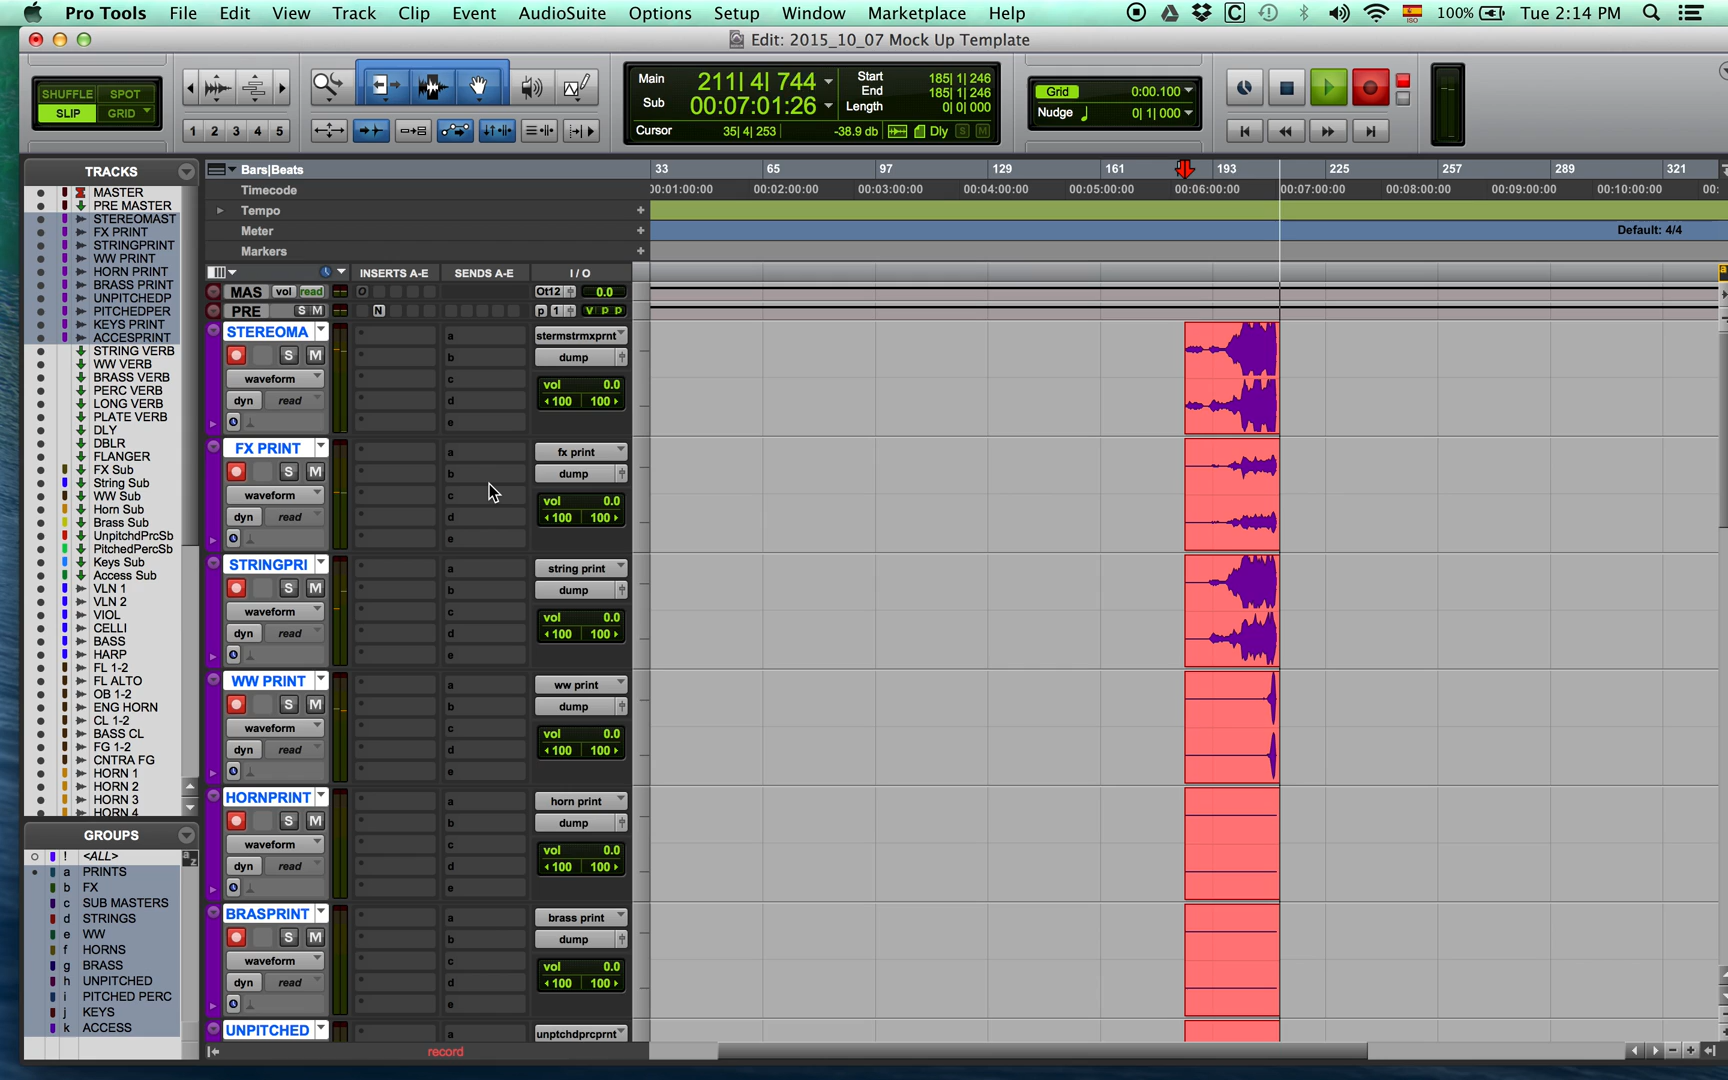 Pro Tools File Edit View Track Clip Event AudioSuite Options Setup Window Marketplace Help ISO 100% Tue 2:14 PM
Edit: 2015_10_07 Mock Up Template
SHUFFLE SPOT
SLIP GRID
1 2 3 4 5
Main 211| 4| 744
Sub 00:07:01:26
Start 185| 1| 246
End 185| 1| 246
Length 0| 0| 000
Cursor 35| 4| 253 -38.9 db Dly S M
Grid 0:00.100
Nudge 0| 1| 000
TRACKS
MASTER
PRE MASTER
STEREOMAST
FX PRINT
STRINGPRINT
WW PRINT
HORN PRINT
BRASS PRINT
UNPITCHEDP
PITCHEDPER
KEYS PRINT
ACCESPRINT
STRING VERB
WW VERB
BRASS VERB
PERC VERB
LONG VERB
PLATE VERB
DLY
DBLR
FLANGER
FX Sub
String Sub
WW Sub
Horn Sub
Brass Sub
UnpitchdPercSb
PitchedPercSb
Keys Sub
Access Sub
VLN 1
VLN 2
VIOL
CELLI
BASS
HARP
FL 1-2
FL ALTO
OB 1-2
ENG HORN
CL 1-2
BASS CL
FG 1-2
CNTRA FG
HORN 1
HORN 2
HORN 3
HORN 4
GROUPS
! <ALL>
a PRINTS
b FX
c SUB MASTERS
d STRINGS
e WW
f HORNS
g BRASS
h UNPITCHED
i PITCHED PERC
j KEYS
k ACCESS
Bars|Beats 33 65 97 129 161 193 225 257 289 321
Timecode 00:01:00:00 00:02:00:00 00:03:00:00 00:04:00:00 00:05:00:00 00:06:00:00 00:07:00:00 00:08:00:00 00:09:00:00 00:10:00:00 00:
Tempo
Meter Default: 4/4
Markers
INSERTS A-E SENDS A-E I / O
MAS vol read Ot12 0.0
PRE S M N p 1 V P P
STEREOMA a stermstrmxprnt
S M b dump
waveform c vol 0.0
dyn read d 100 100
e
FX PRINT a fx print
S M b dump
waveform c vol 0.0
dyn read d 100 100
e
STRINGPRI a string print
S M b dump
waveform c vol 0.0
dyn read d 100 100
e
WW PRINT a ww print
S M b dump
waveform c vol 0.0
dyn read d 100 100
e
HORNPRINT a horn print
S M b dump
waveform c vol 0.0
dyn read d 100 100
e
BRASPRINT a brass print
S M b dump
waveform c vol 0.0
dyn read d 100 100
e
UNPITCHED a unptchdprcprnt
record